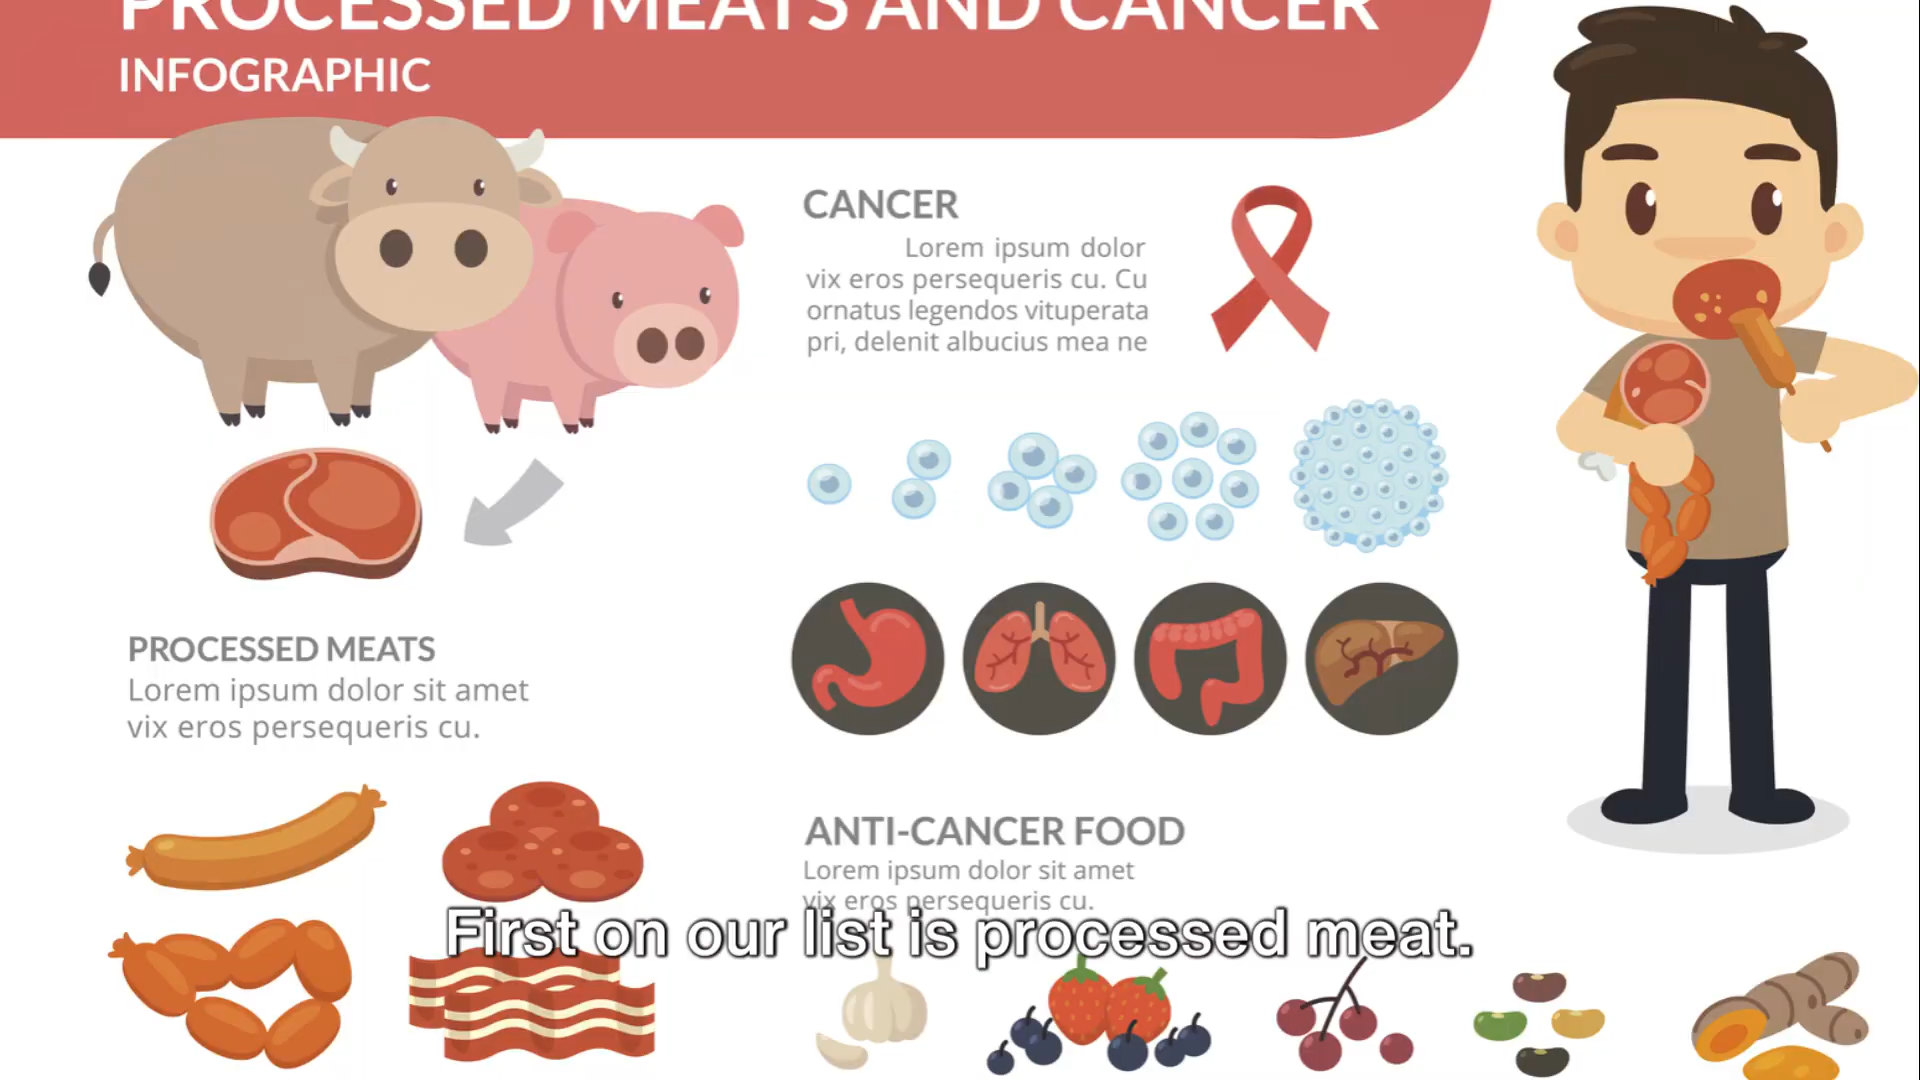 PROCESSED MEATS AND CANCER
INFOGRAPHIC
CANCER
Lorem ipsum dolor
vix eros persequeris cu. Cu
ornatus legendos vituperata
pri, delenit albucius mea ne
PROCESSED MEATS
Lorem ipsum dolor sit amet
vix eros persequeris cu.
ANTI-CANCER FOOD
Lorem ipsum dolor sit amet
vix eros persequeris cu.
First on our list is processed meat.